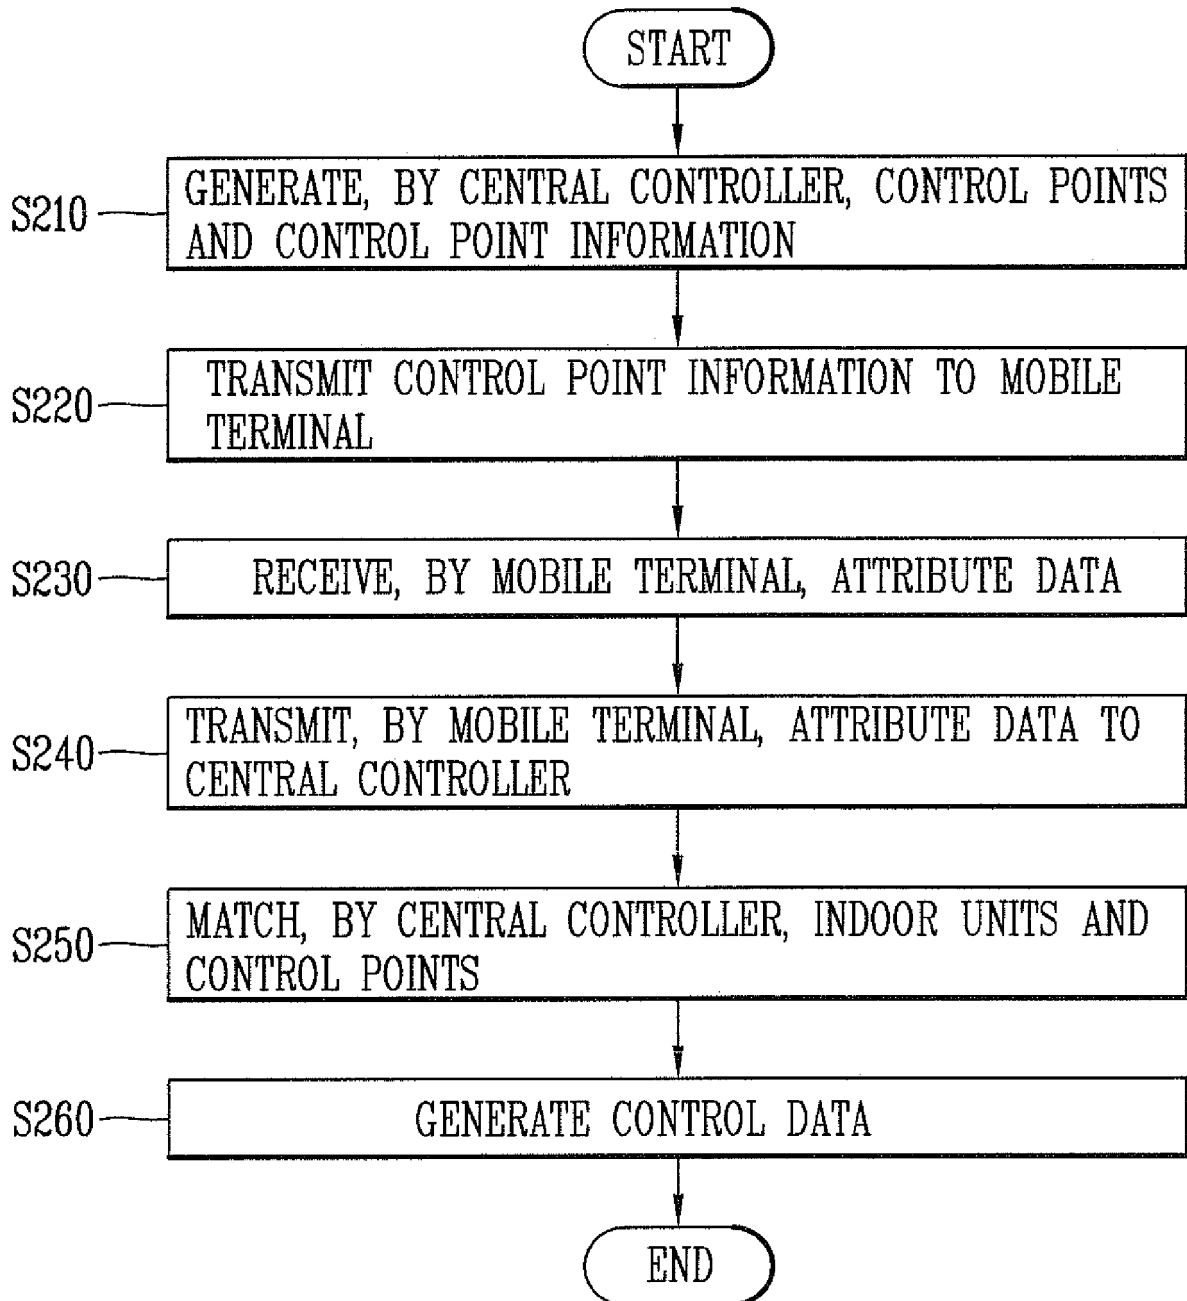 START
S210
GENERATE, BY CENTRAL CONTROLLER, CONTROL POINTS
AND CONTROL POINT INFORMATION
S220
TRANSMIT CONTROL POINT INFORMATION TO MOBILE
TERMINAL
S230
RECEIVE, BY MOBILE TERMINAL, ATTRIBUTE DATA
S240
TRANSMIT, BY MOBILE TERMINAL, ATTRIBUTE DATA TO
CENTRAL CONTROLLER
S250
MATCH, BY CENTRAL CONTROLLER, INDOOR UNITS AND
CONTROL POINTS
S260
GENERATE CONTROL DATA
END